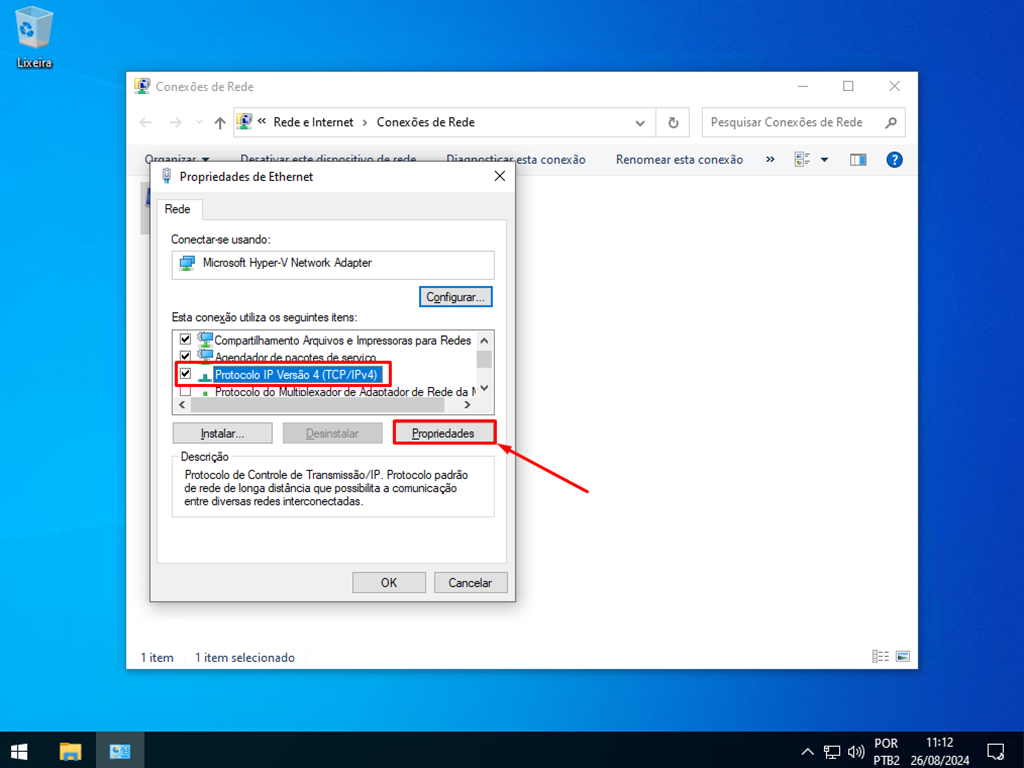 Lixeira
Conexões de Rede
« Rede e Internet › Conexões de Rede
Pesquisar Conexões de Rede
Organizar
Desativar este dispositivo de rede
Diagnosticar esta conexão
Renomear esta conexão
»
Propriedades de Ethernet
Rede
Conectar-se usando:
Microsoft Hyper-V Network Adapter
Configurar...
Esta conexão utiliza os seguintes itens:
Compartilhamento Arquivos e Impressoras para Redes
Agendador de pacotes de serviço
Protocolo IP Versão 4 (TCP/IPv4)
Protocolo do Multiplexador de Adaptador de Rede da
Instalar...
Desinstalar
Propriedades
Descrição
Protocolo de Controle de Transmissão/IP. Protocolo padrão
de rede de longa distância que possibilita a comunicação
entre diversas redes interconectadas.
OK
Cancelar
1 item
1 item selecionado
POR
PTB2
11:12
26/08/2024